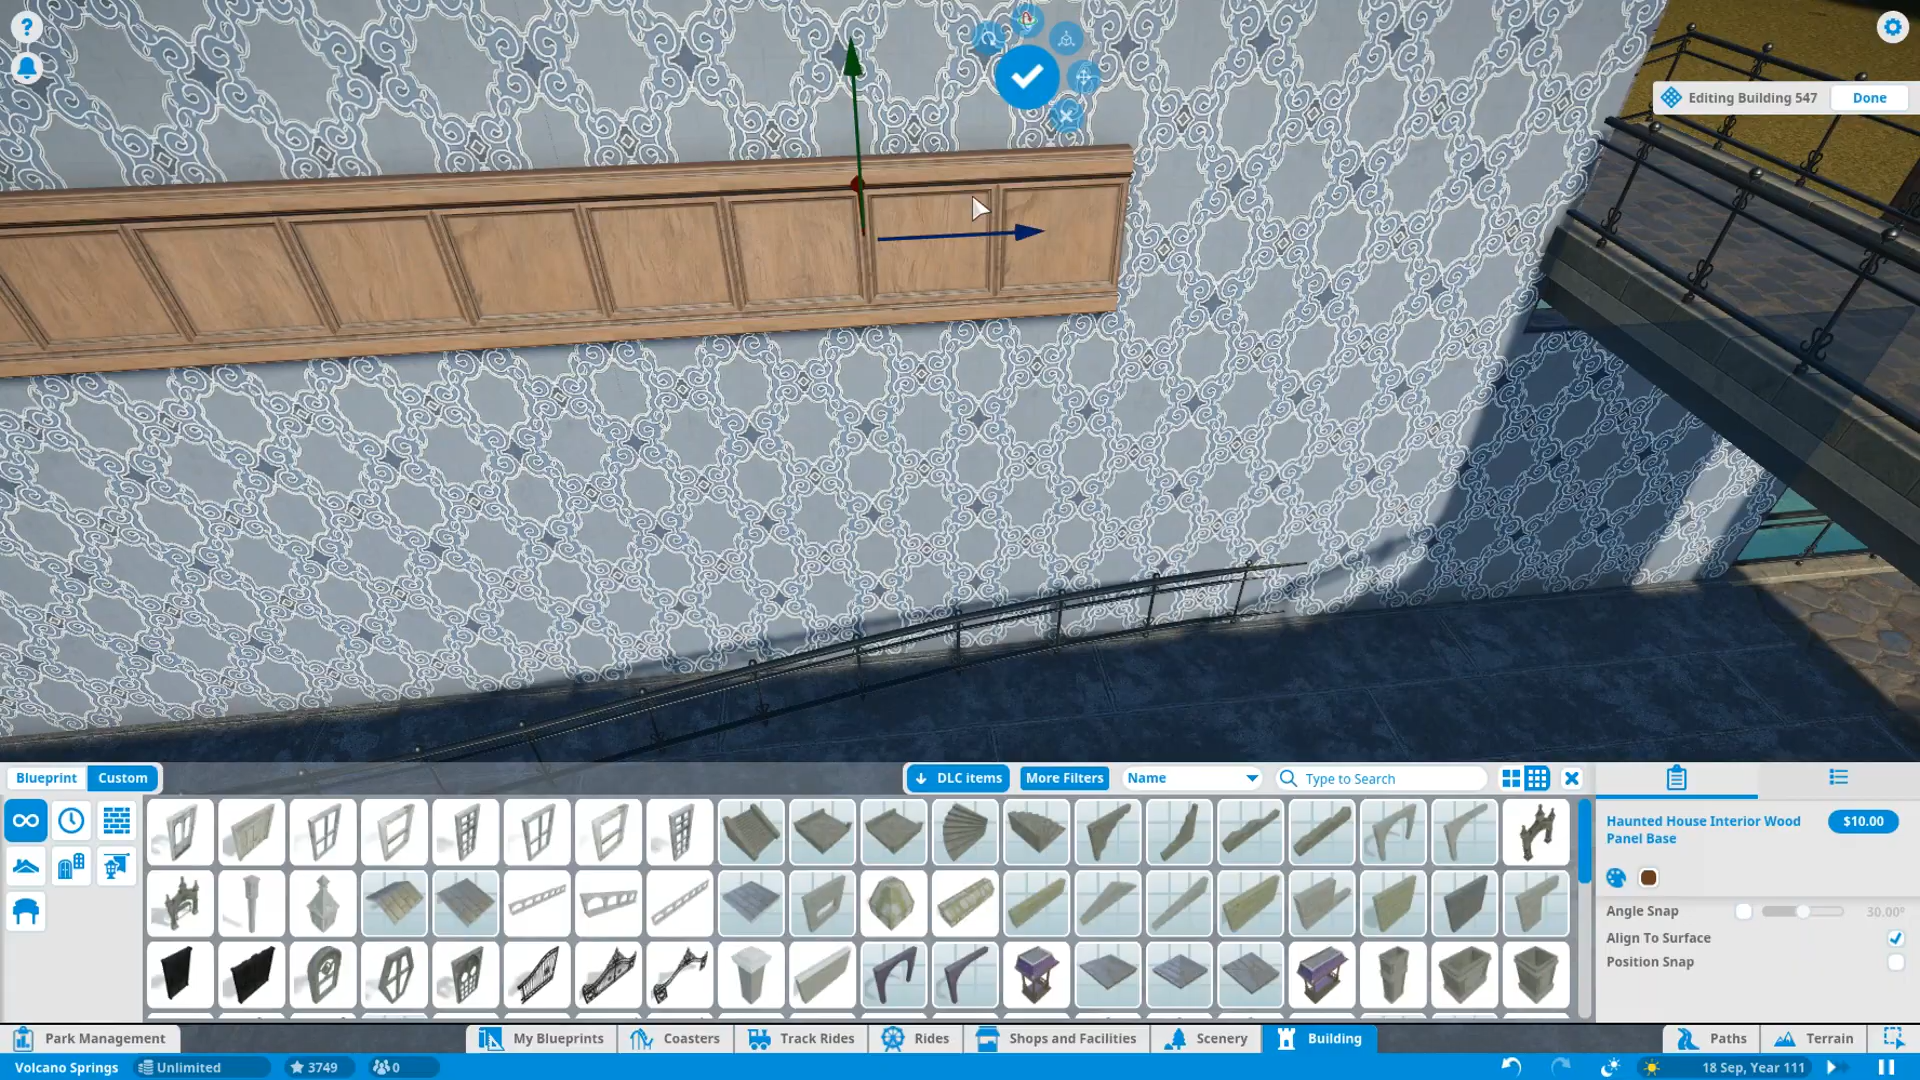 ?
Editing Building 547
Done
Blueprint
Custom
DLC items
More Filters
Name
Type to Search
Haunted House Interior Wood
Panel Base
$10.00
Angle Snap
30.00°
Align To Surface
Position Snap
Park Management
My Blueprints
Coasters
Track Rides
Rides
Shops and Facilities
Scenery
Building
Paths
Terrain
Volcano Springs
Unlimited
3749
0
18 Sep, Year 111